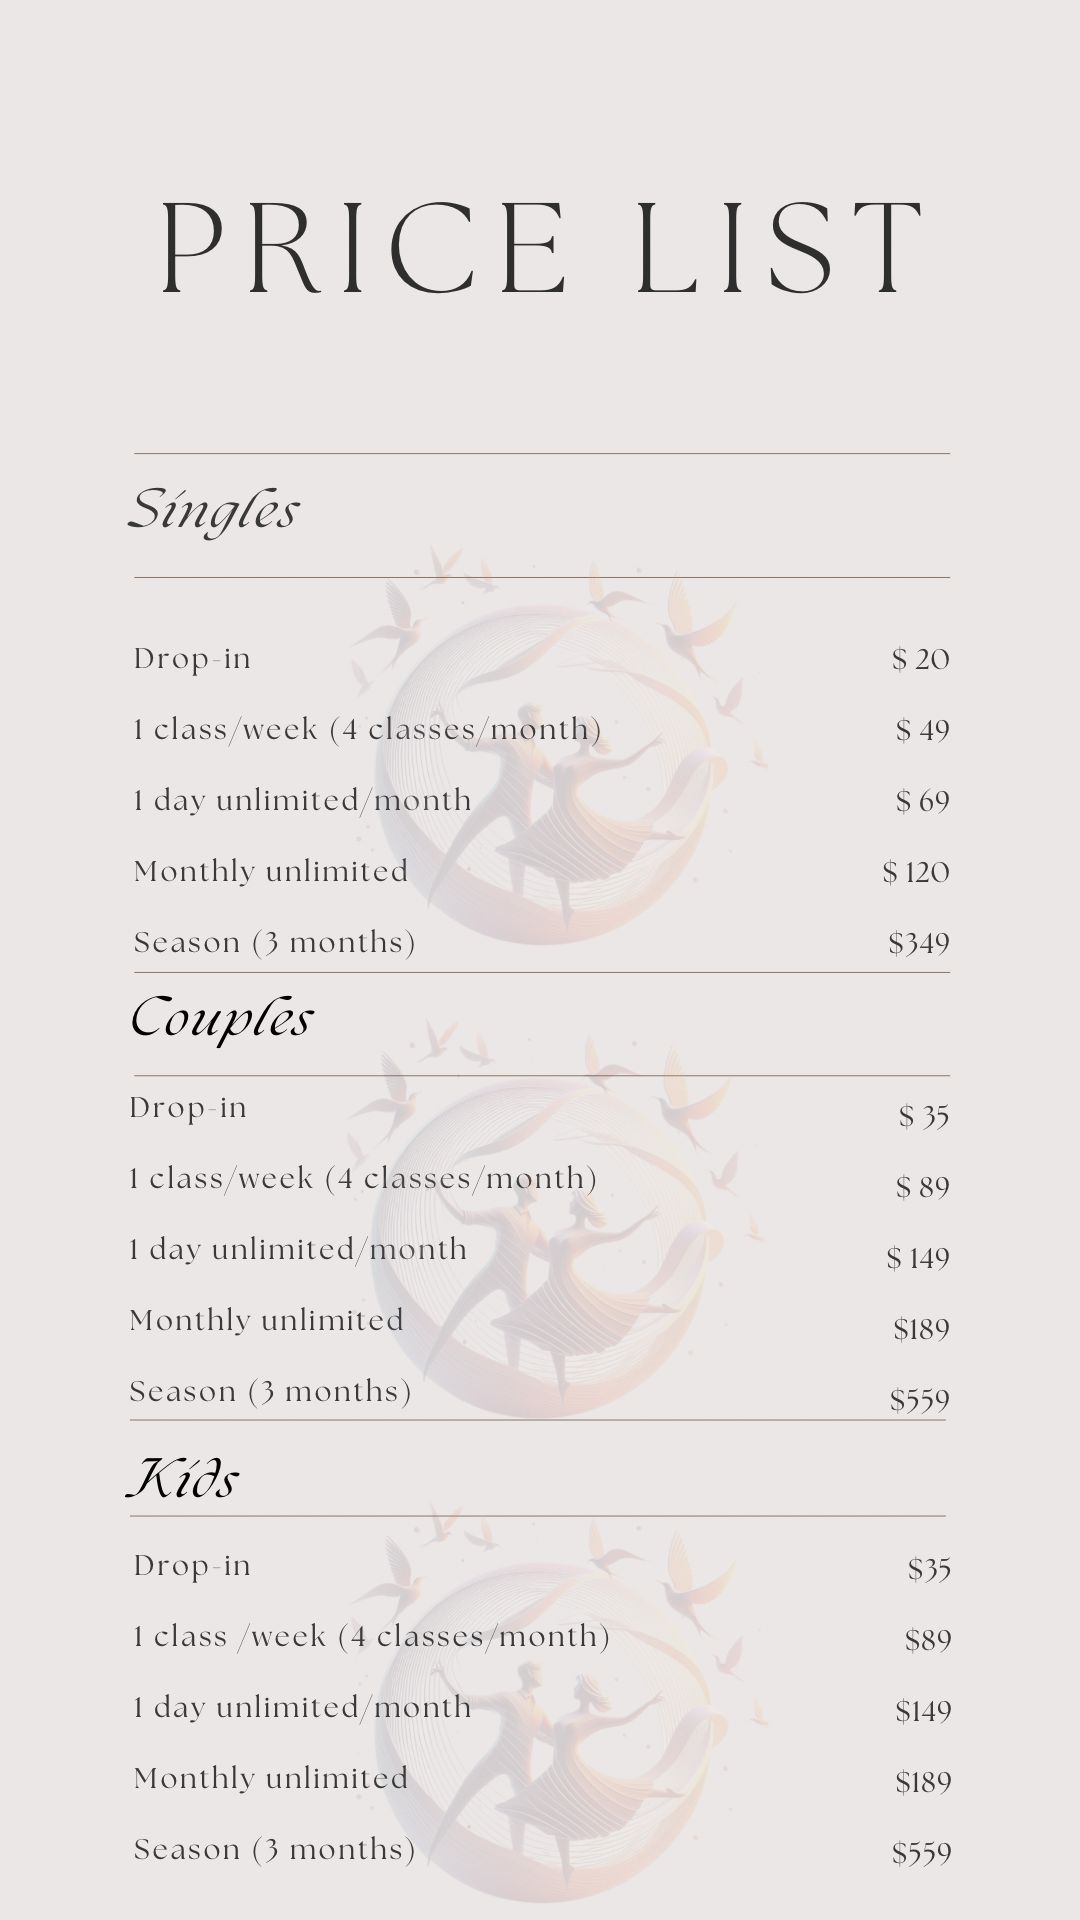 PRICE LIST
Singles
Drop-in $ 20
1 class/week (4 classes/month) $ 49
1 day unlimited/month $ 69
Monthly unlimited $ 120
Season (3 months) $349
Couples
Drop-in $ 35
1 class/week (4 classes/month) $ 89
1 day unlimited/month $ 149
Monthly unlimited $189
Season (3 months) $559
Kids
Drop-in $35
1 class /week (4 classes/month) $89
1 day unlimited/month $149
Monthly unlimited $189
Season (3 months) $559